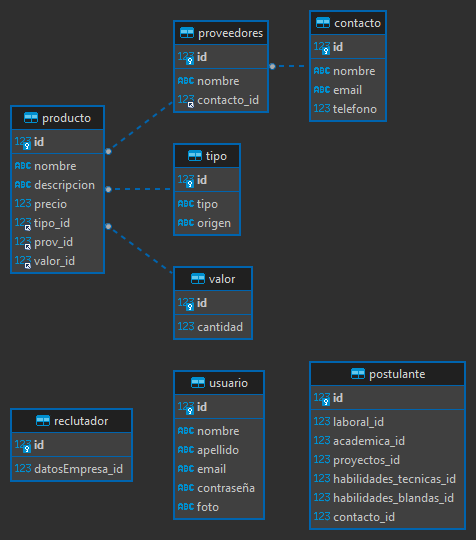 proveedores
123 id
ABC nombre
123 contacto_id
contacto
123 id
ABC nombre
ABC email
123 telefono
producto
123 id
ABC nombre
ABC descripcion
123 precio
123 tipo_id
123 prov_id
123 valor_id
tipo
123 id
ABC tipo
ABC origen
valor
123 id
123 cantidad
reclutador
123 id
123 datosEmpresa_id
usuario
123 id
ABC nombre
ABC apellido
ABC email
ABC contraseña
ABC foto
postulante
123 id
123 laboral_id
123 academica_id
123 proyectos_id
123 habilidades_tecnicas_id
123 habilidades_blandas_id
123 contacto_id